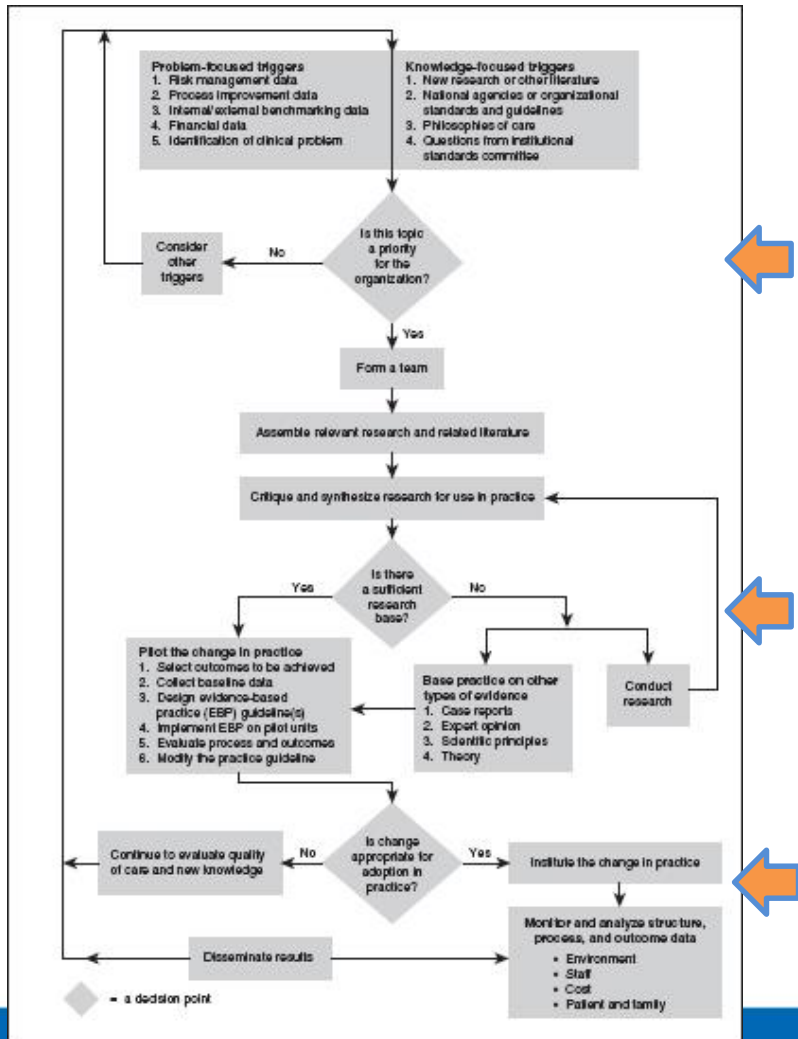 Problem-focused triggers
1. Risk management data
2. Process improvement data
3. Internal/external benchmarking data
4. Financial data
5. Identification of clinical problem
Knowledge-focused triggers
1. New research or other literature
2. National agencies or organizational
standards and guidelines
3. Philosophies of care
4. Questions from institutional
standards committee
Is this topic
a priority
for the
organization?
No
Consider
other
triggers
Yes
Form a team
Assemble relevant research and related literature
Critique and synthesize research for use in practice
Is there
a sufficient
research
base?
Yes
No
Pilot the change in practice
1. Select outcomes to be achieved
2. Collect baseline data
3. Design evidence-based
practice (EBP) guideline(s)
4. Implement EBP on pilot units
5. Evaluate process and outcomes
6. Modify the practice guideline
Base practice on other
types of evidence
1. Case reports
2. Expert opinion
3. Scientific principles
4. Theory
Conduct
research
Is change
appropriate for
adoption in
practice?
No
Yes
Continue to evaluate quality
of care and new knowledge
Institute the change in practice
Monitor and analyze structure,
process, and outcome data
• Environment
• Staff
• Cost
• Patient and family
Disseminate results
= a decision point